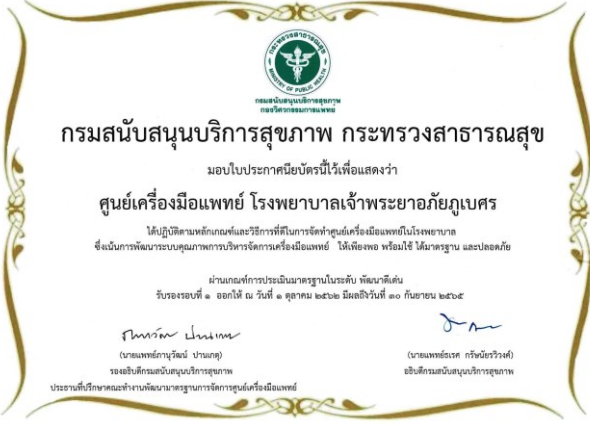 กระทรวงสาธารณสุข
MINISTRY OF PUBLIC HEALTH
กรมสนับสนุนบริการสุขภาพ
กองวิศวกรรมการแพทย์
กรมสนับสนุนบริการสุขภาพ กระทรวงสาธารณสุข
มอบใบประกาศนียบัตรนี้ไว้เพื่อแสดงว่า
ศูนย์เครื่องมือแพทย์ โรงพยาบาลเจ้าพระยาอภัยภูเบศร
ได้ปฏิบัติตามหลักเกณฑ์และวิธีการที่ดีในการจัดทำศูนย์เครื่องมือแพทย์ในโรงพยาบาล
ซึ่งเน้นการพัฒนาระบบคุณภาพการบริหารจัดการเครื่องมือแพทย์ ให้เพียงพอ พร้อมใช้ ได้มาตรฐาน และปลอดภัย
ผ่านเกณฑ์การประเมินมาตรฐานในระดับ พัฒนาดีเด่น
รับรองรอบที่ ๑ ออกให้ ณ วันที่ ๑ ตุลาคม ๒๕๖๒ มีผลถึงวันที่ ๓๐ กันยายน ๒๕๖๕
(นายแพทย์ภานุวัฒน์ ปานเกตุ)
รองอธิบดีกรมสนับสนุนบริการสุขภาพ
ประธานที่ปรึกษาคณะทำงานพัฒนามาตรฐานการจัดการศูนย์เครื่องมือแพทย์
(นายแพทย์ธเรศ กรัษนัยรวิวงค์)
อธิบดีกรมสนับสนุนบริการสุขภาพ